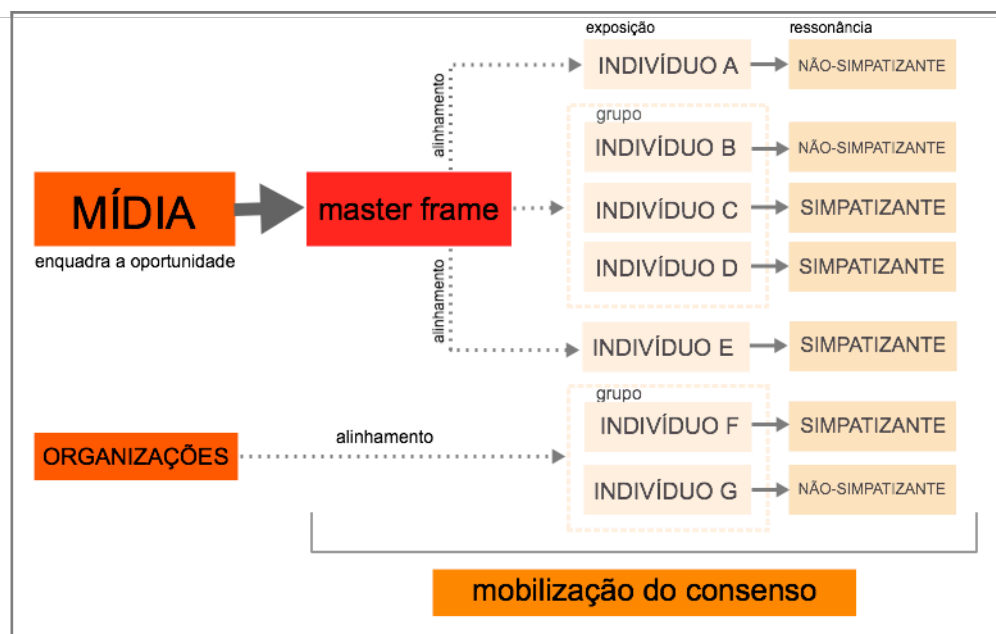 exposição
ressonância
INDIVÍDUO A
NÃO-SIMPATIZANTE
alinhamento
grupo
INDIVÍDUO B
NÃO-SIMPATIZANTE
MÍDIA
master frame
INDIVÍDUO C
SIMPATIZANTE
enquadra a oportunidade
INDIVÍDUO D
SIMPATIZANTE
alinhamento
INDIVÍDUO E
SIMPATIZANTE
grupo
INDIVÍDUO F
SIMPATIZANTE
ORGANIZAÇÕES
alinhamento
INDIVÍDUO G
NÃO-SIMPATIZANTE
mobilização do consenso